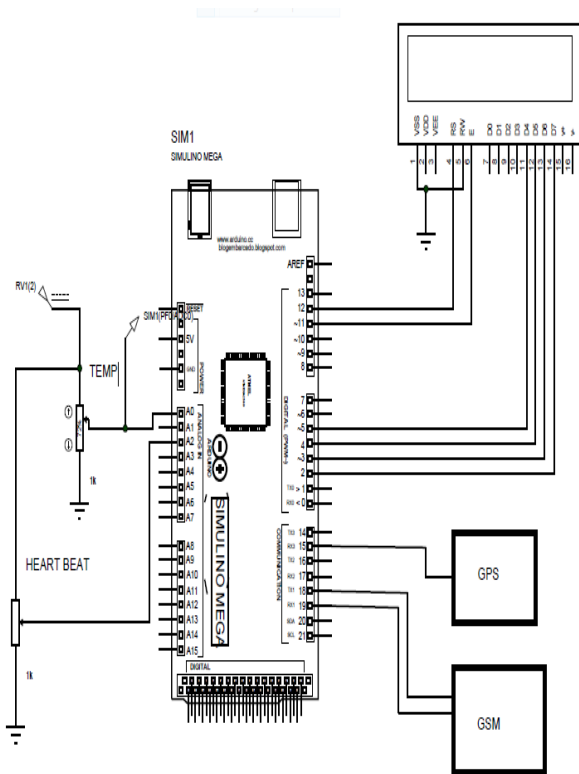 VSS
VDD
VEE
RS
RW
E
D0
D1
D2
D3
D4
D5
D6
D7
1
2
3
4
5
6
7
8
9
10
11
12
13
14
15
16
SIM1
SIMULINO MEGA
www.arduino.cc
blogembarcado.blogspot.com
RV1(2)
TEMP
1k
HEART BEAT
1k
RESET
5V
GND
POWER
A0
A1
A2
A3
A4
A5
A6
A7
ANALOG IN
A8
A9
A10
A11
A12
A13
A14
A15
ATMEL
ARDUINO
SIMULINO MEGA
AREF
13
12
~11
~10
~9
8
7
~6
~5
4
~3
2
TX0 > 1
RX0 < 0
DIGITAL (PWM~)
TX3 14
RX3 15
TX2 16
RX2 17
TX1 18
RX1 19
SDA 20
SCL 21
COMMUNICATION
DIGITAL
GPS
GSM